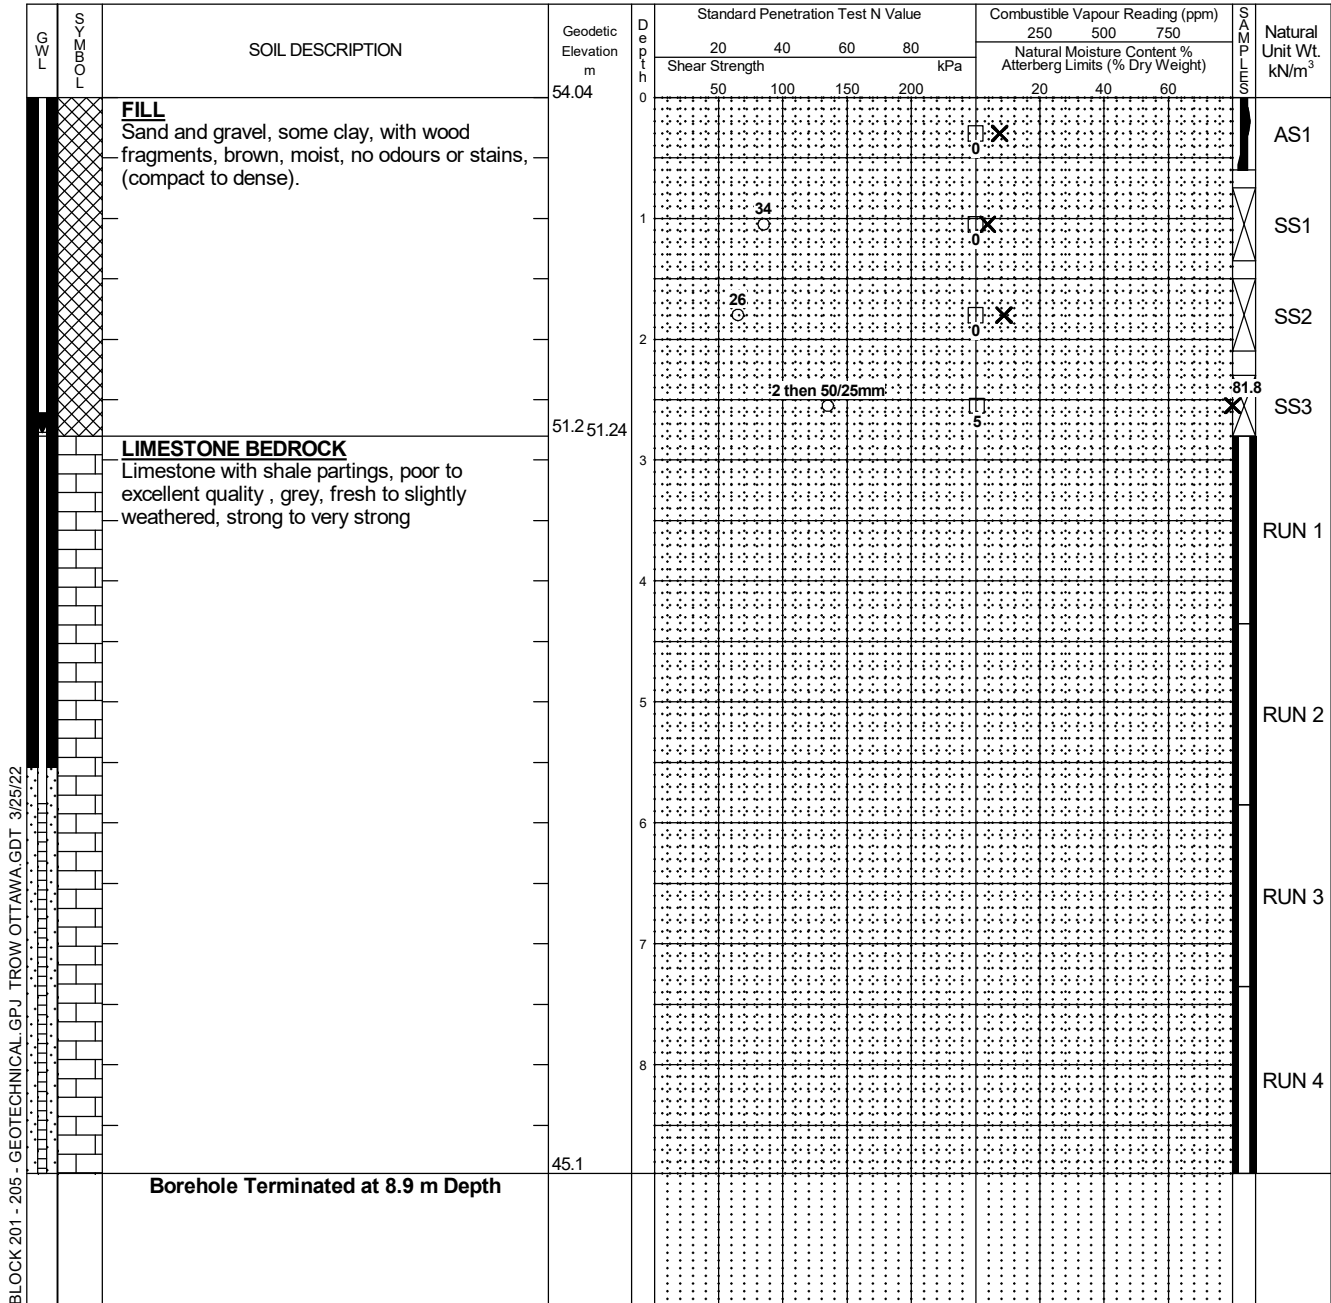 GWL
SYMBOL
SOIL DESCRIPTION
Geodetic
Elevation
m
54.04
Depth
Standard Penetration Test N Value
20 40 60 80
Shear Strength kPa
50 100 150 200
Combustible Vapour Reading (ppm)
250 500 750
Natural Moisture Content %
Atterberg Limits (% Dry Weight)
20 40 60
SAMPLES
Natural
Unit Wt.
kN/m³
0
FILL
Sand and gravel, some clay, with wood
fragments, brown, moist, no odours or stains,
(compact to dense).
0
AS1
34
1
0
SS1
26
0
SS2
2
2 then 50/25mm
5
81.8
SS3
51.2 51.24
LIMESTONE BEDROCK
Limestone with shale partings, poor to
excellent quality , grey, fresh to slightly
weathered, strong to very strong
3
RUN 1
4
5
RUN 2
6
RUN 3
7
8
RUN 4
45.1
Borehole Terminated at 8.9 m Depth
BLOCK 201 - 205 - GEOTECHNICAL.GPJ TROW OTTAWA.GDT 3/25/22